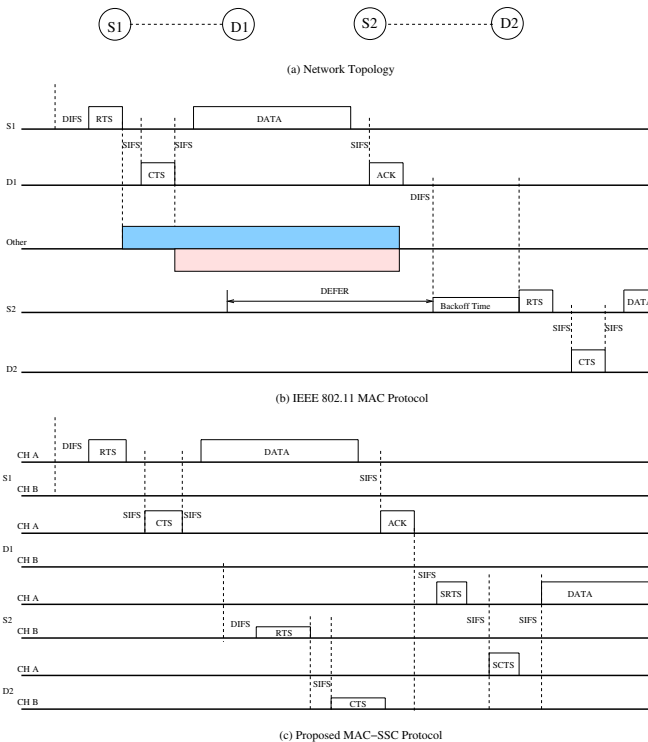 S1 D1 S2 D2
(a) Network Topology
DIFS RTS DATA
S1
SIFS SIFS SIFS
CTS ACK
D1
DIFS
Other
DEFER
Backoff Time RTS DATA
S2
SIFS SIFS
CTS
D2
(b) IEEE 802.11 MAC Protocol
DIFS RTS DATA
CH A
S1 SIFS
CH B
SIFS CTS SIFS ACK
CH A
D1
CH B
SIFS
SRTS DATA
CH A
S2 DIFS SIFS SIFS
RTS
CH B
SCTS
CH A
SIFS
D2
CTS
CH B
(c) Proposed MAC−SSC Protocol